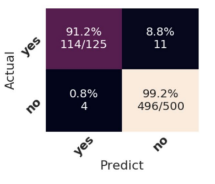 Actual
yes
91.2%
114/125
8.8%
11
no
0.8%
4
99.2%
496/500
yes
no
Predict